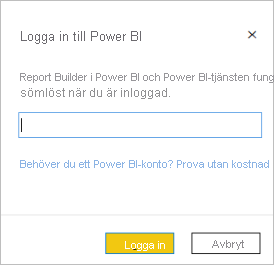 Logga in till Power BI
Report Builder i Power BI och Power BI-tjänsten fung
sömlöst när du är inloggad.
Behöver du ett Power BI-konto? Prova utan kostnad
Logga in
Avbryt